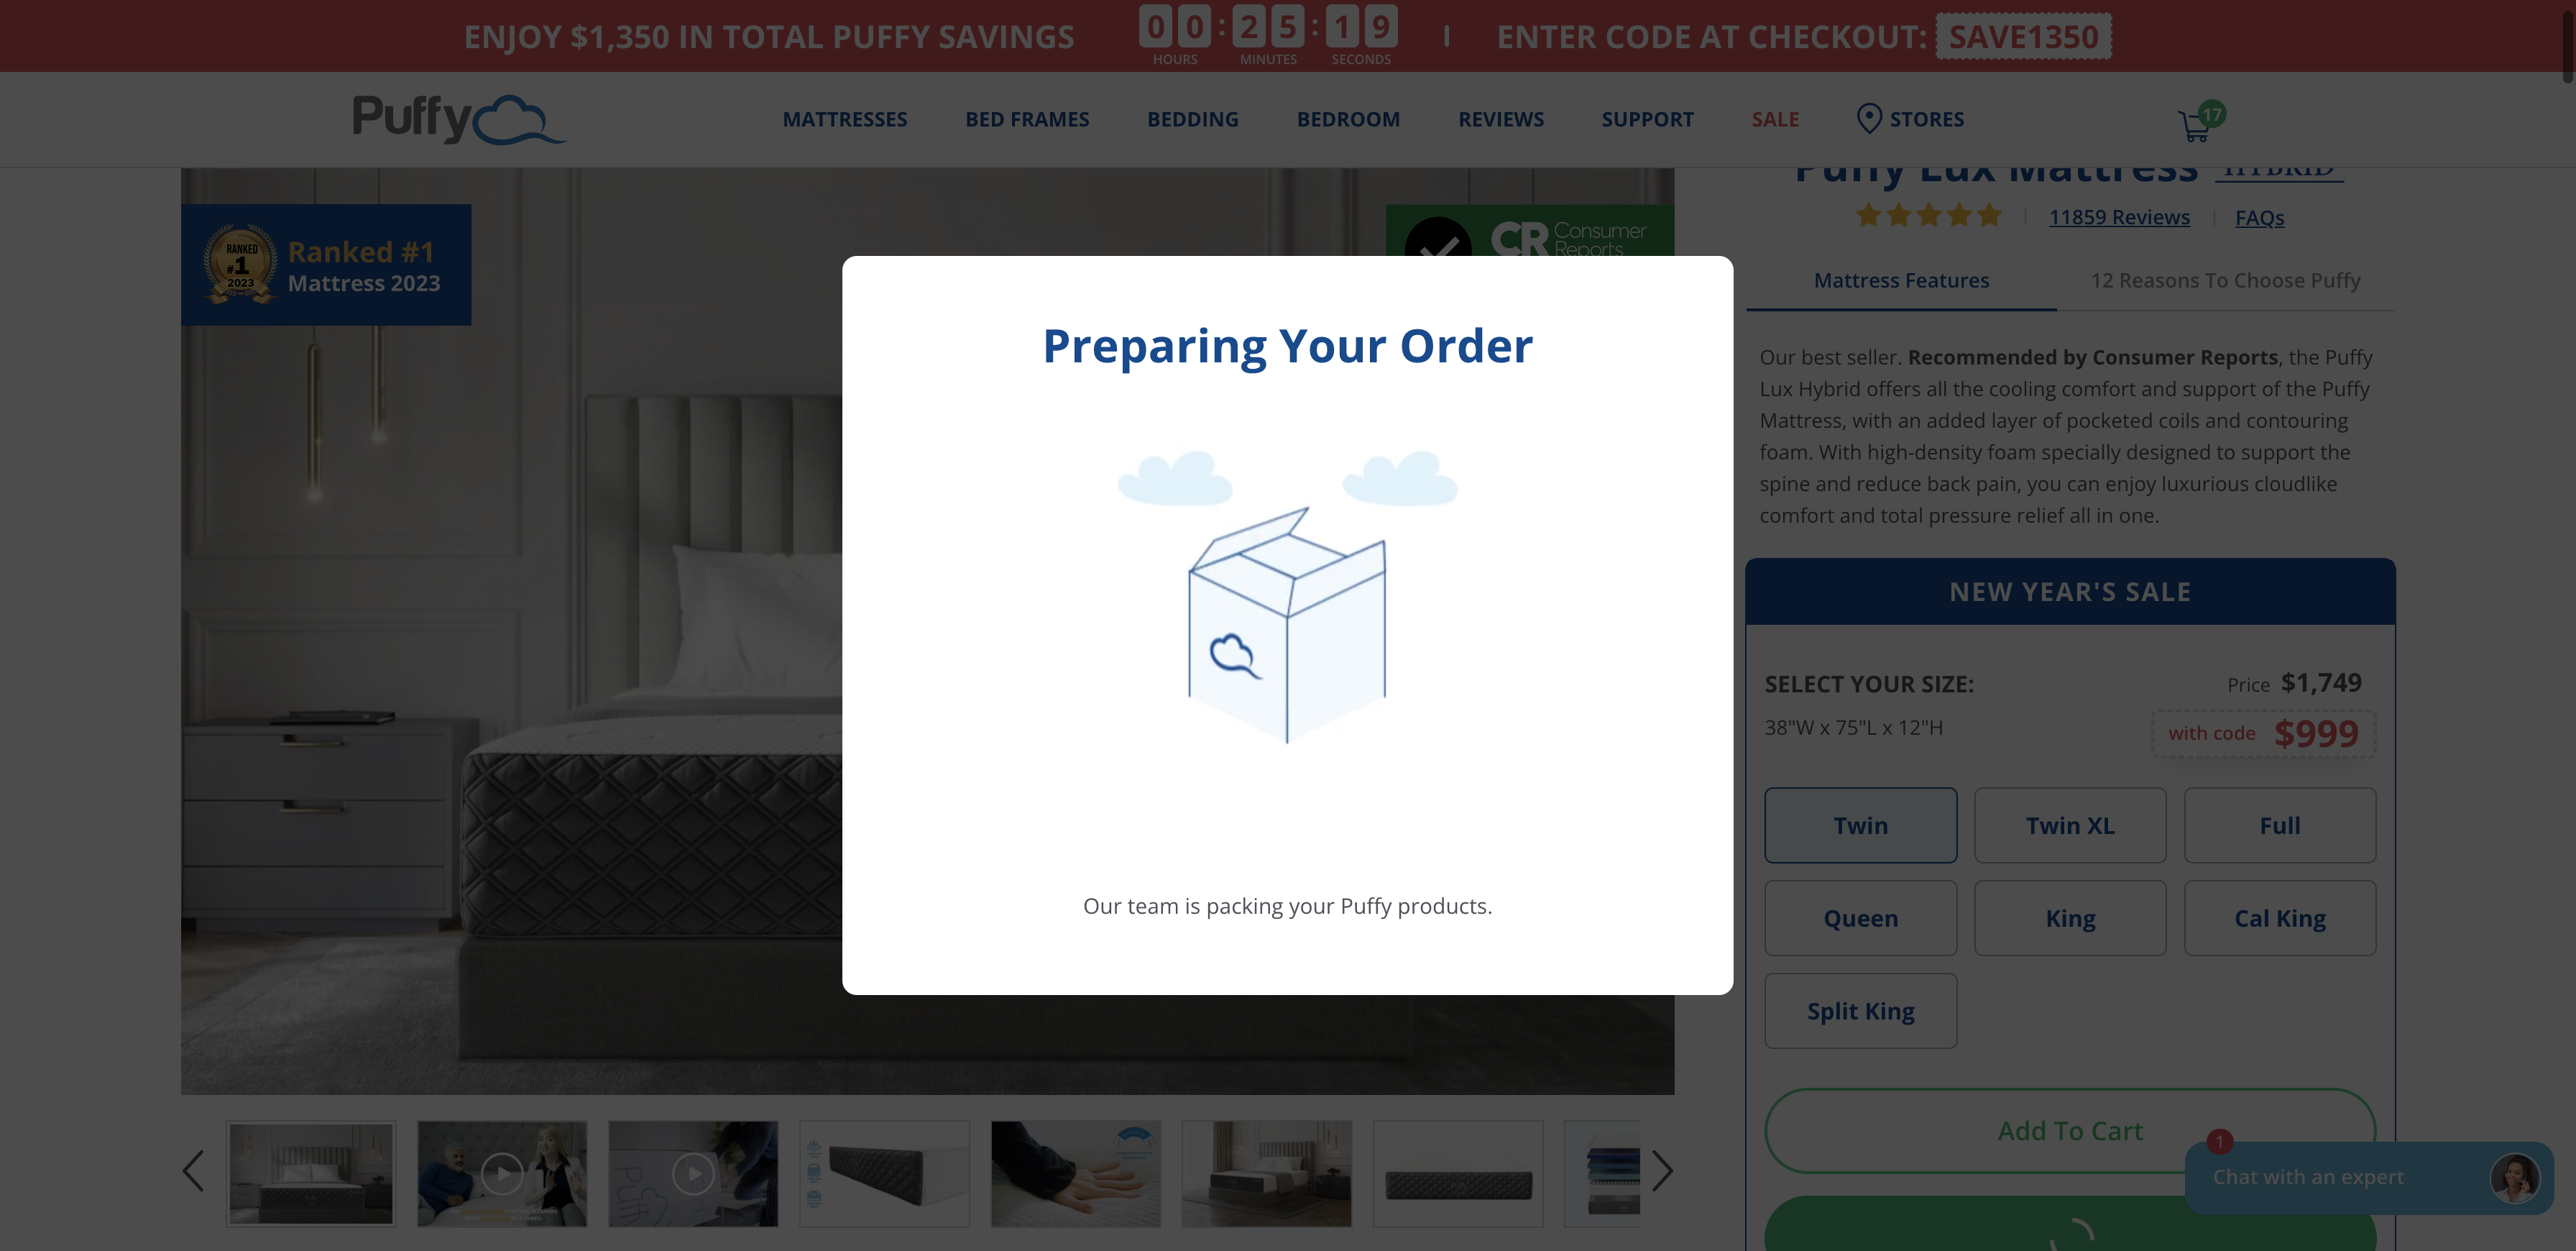 ENJOY $1,350 IN TOTAL PUFFY SAVINGS
00 : 25 : 19
HOURS MINUTES SECONDS
ENTER CODE AT CHECKOUT: SAVE1350
Puffy
MATTRESSES BED FRAMES BEDDING BEDROOM REVIEWS SUPPORT SALE STORES
17
Puffy Lux Mattress HYBRID
11859 Reviews | FAQs
RANKED
#1
2023
Ranked #1
Mattress 2023
CR Consumer
Reports
Mattress Features
12 Reasons To Choose Puffy
Our best seller. Recommended by Consumer Reports, the Puffy
Lux Hybrid offers all the cooling comfort and support of the Puffy
Mattress, with an added layer of pocketed coils and contouring
foam. With high-density foam specially designed to support the
spine and reduce back pain, you can enjoy luxurious cloudlike
comfort and total pressure relief all in one.
Preparing Your Order
Our team is packing your Puffy products.
NEW YEAR'S SALE
SELECT YOUR SIZE:
Price $1,749
38"W x 75"L x 12"H
with code $999
Twin
Twin XL
Full
Queen
King
Cal King
Split King
Add To Cart
1
Chat with an expert